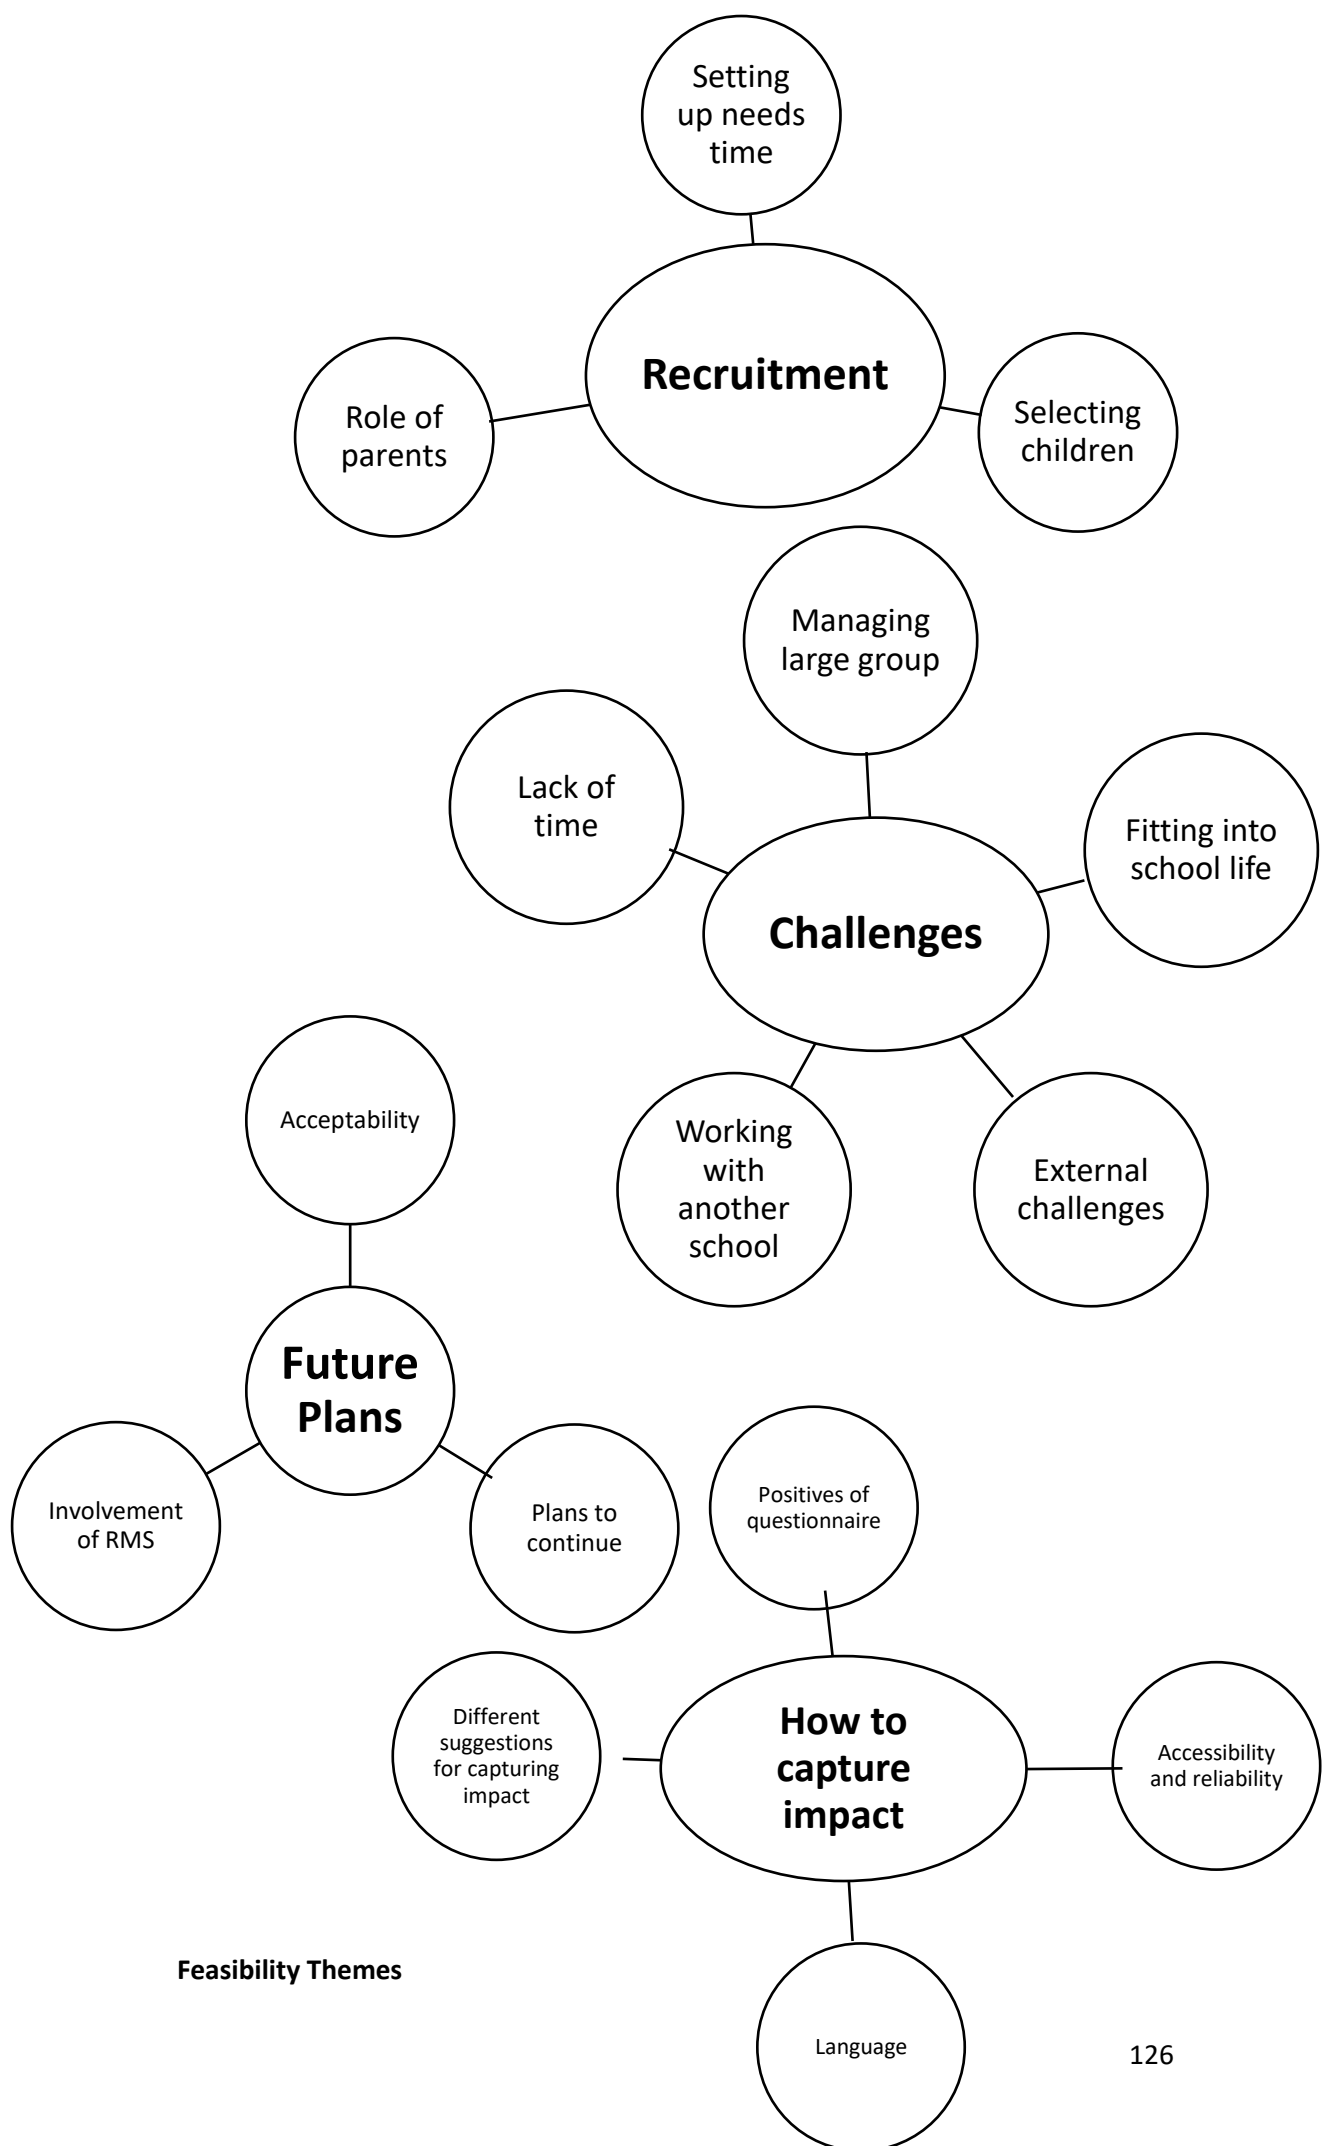 Setting
up needs
time
Recruitment
Role of
parents
Selecting
children
Managing
large group
Lack of
time
Fitting into
school life
Challenges
Working
with
another
school
External
challenges
Acceptability
Future
Plans
Involvement
of RMS
Plans to
continue
Positives of
questionnaire
Different
suggestions
for capturing
impact
How to
capture
impact
Accessibility
and reliability
Language
Feasibility Themes
126